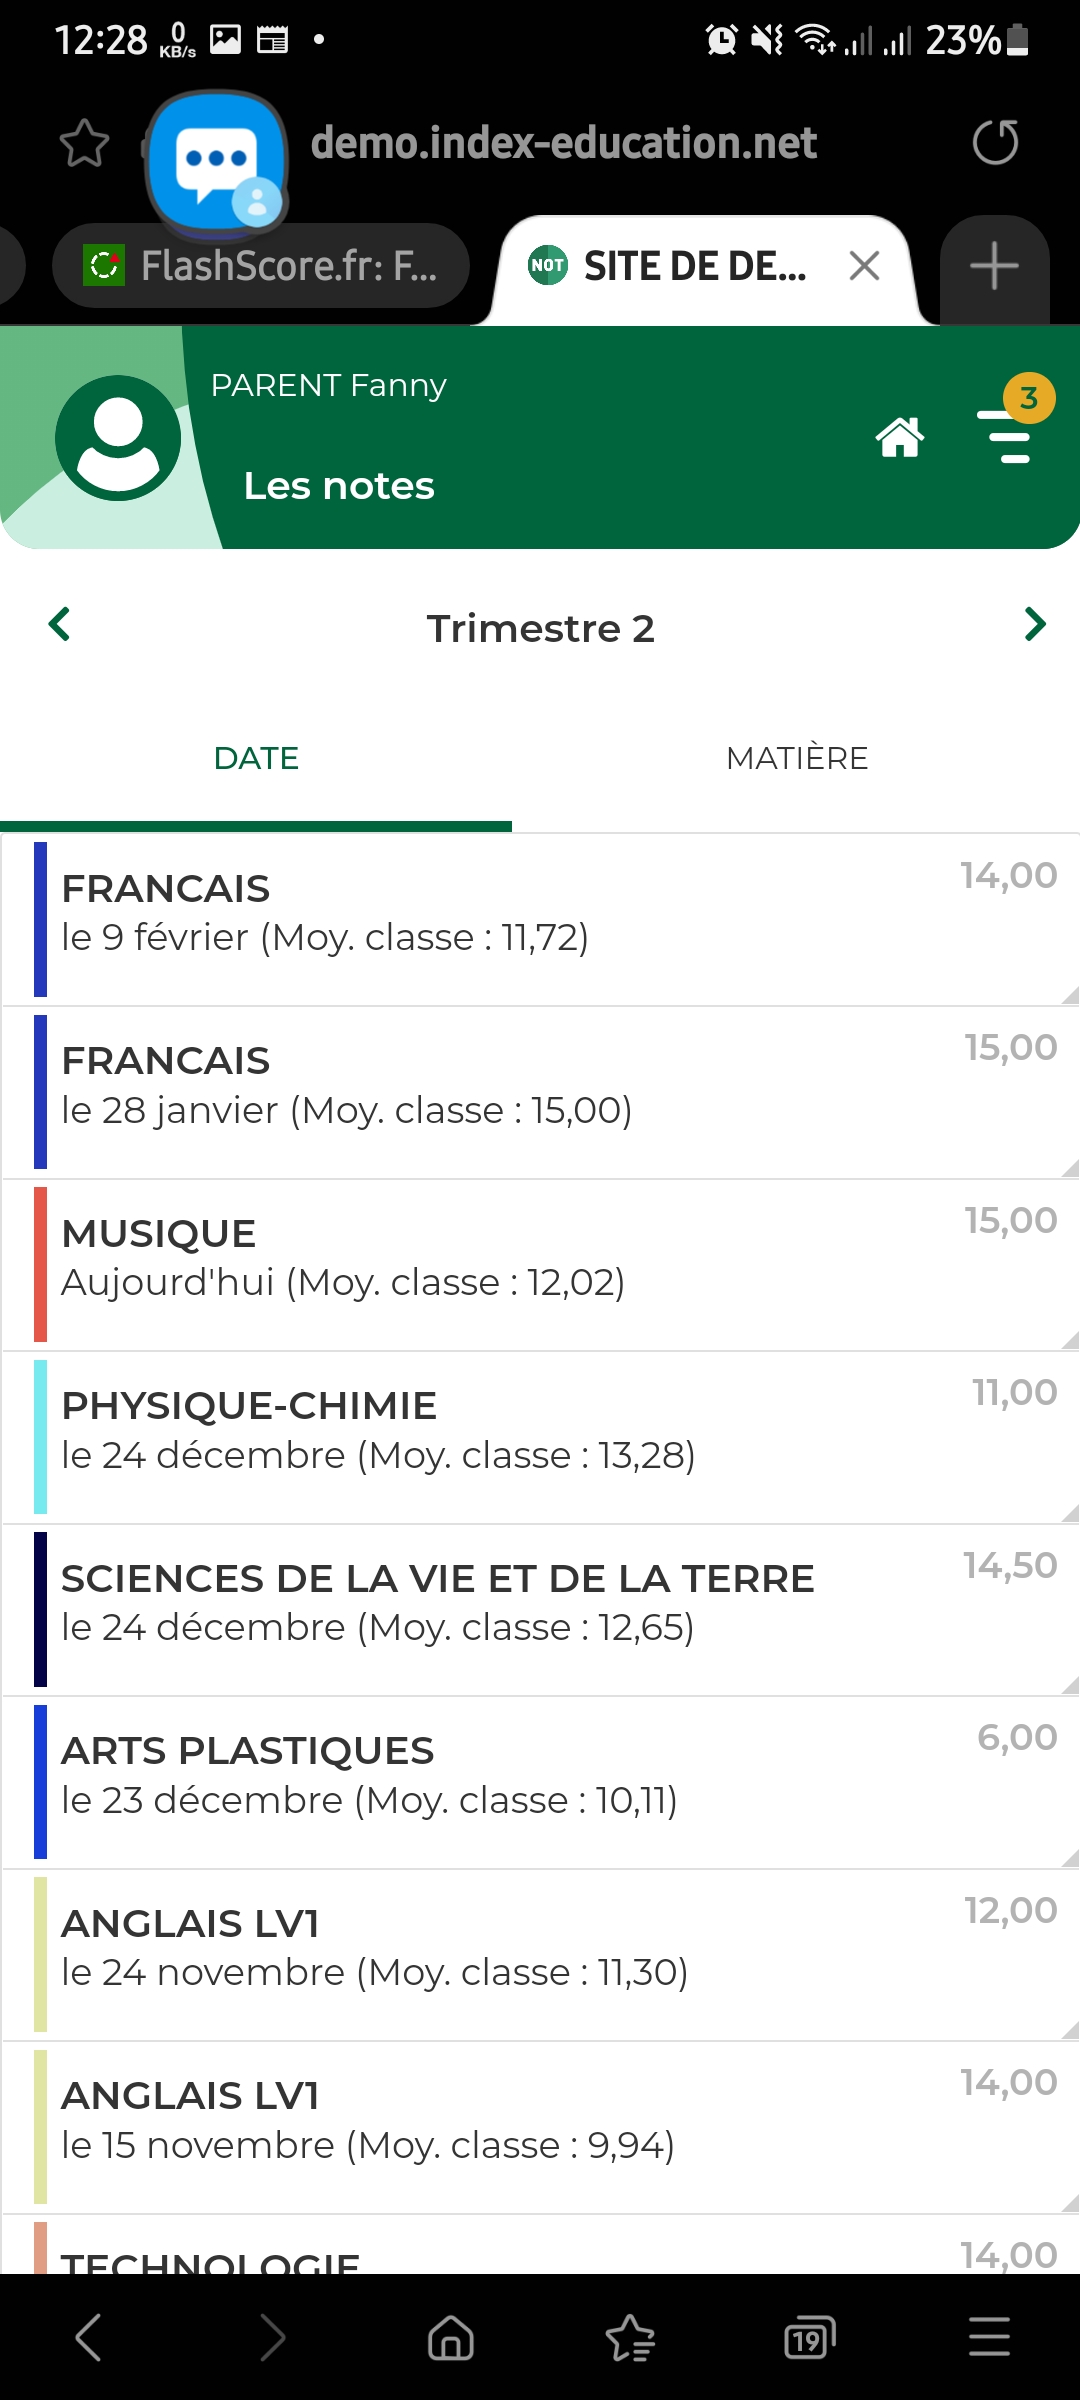 12:28 0 KB/s 23%
demo.index-education.net
FlashScore.fr: F... NOT SITE DE DE...
PARENT Fanny
3
Les notes
Trimestre 2
DATE MATIÈRE
FRANCAIS 14,00
le 9 février (Moy. classe : 11,72)
FRANCAIS 15,00
le 28 janvier (Moy. classe : 15,00)
MUSIQUE 15,00
Aujourd'hui (Moy. classe : 12,02)
PHYSIQUE-CHIMIE 11,00
le 24 décembre (Moy. classe : 13,28)
SCIENCES DE LA VIE ET DE LA TERRE 14,50
le 24 décembre (Moy. classe : 12,65)
ARTS PLASTIQUES 6,00
le 23 décembre (Moy. classe : 10,11)
ANGLAIS LV1 12,00
le 24 novembre (Moy. classe : 11,30)
ANGLAIS LV1 14,00
le 15 novembre (Moy. classe : 9,94)
TECHNOLOGIE 14,00
19